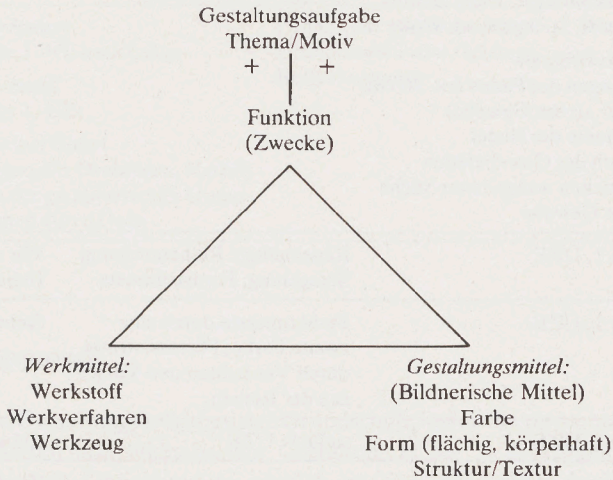 Gestaltungsaufgabe
Thema/Motiv
+ +
Funktion
(Zwecke)
Werkmittel:
Werkstoff
Werkverfahren
Werkzeug
Gestaltungsmittel:
(Bildnerische Mittel)
Farbe
Form (flächig, körperhaft)
Struktur/Textur